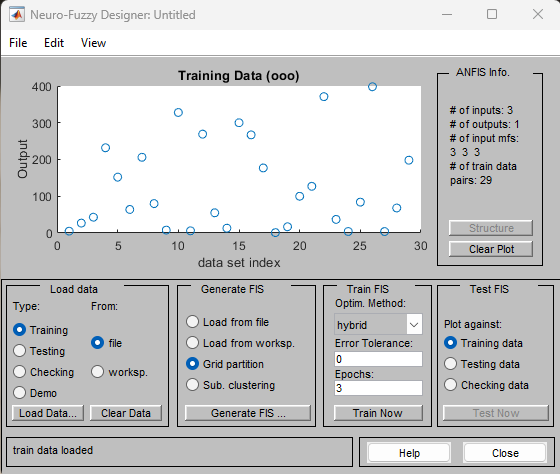 Neuro-Fuzzy Designer: Untitled
File Edit View
Training Data (ooo)
400
300
200
100
0
Output
0 5 10 15 20 25 30
data set index
ANFIS Info.
# of inputs: 3
# of outputs: 1
# of input mfs:
3 3 3
# of train data
pairs: 29
Structure
Clear Plot
Load data
Type: From:
Training
Testing
Checking
Demo
file
worksp.
Load Data... Clear Data
Generate FIS
Load from file
Load from worksp.
Grid partition
Sub. clustering
Generate FIS ...
Train FIS
Optim. Method:
hybrid
Error Tolerance:
0
Epochs:
3
Train Now
Test FIS
Plot against:
Training data
Testing data
Checking data
Test Now
train data loaded
Help Close